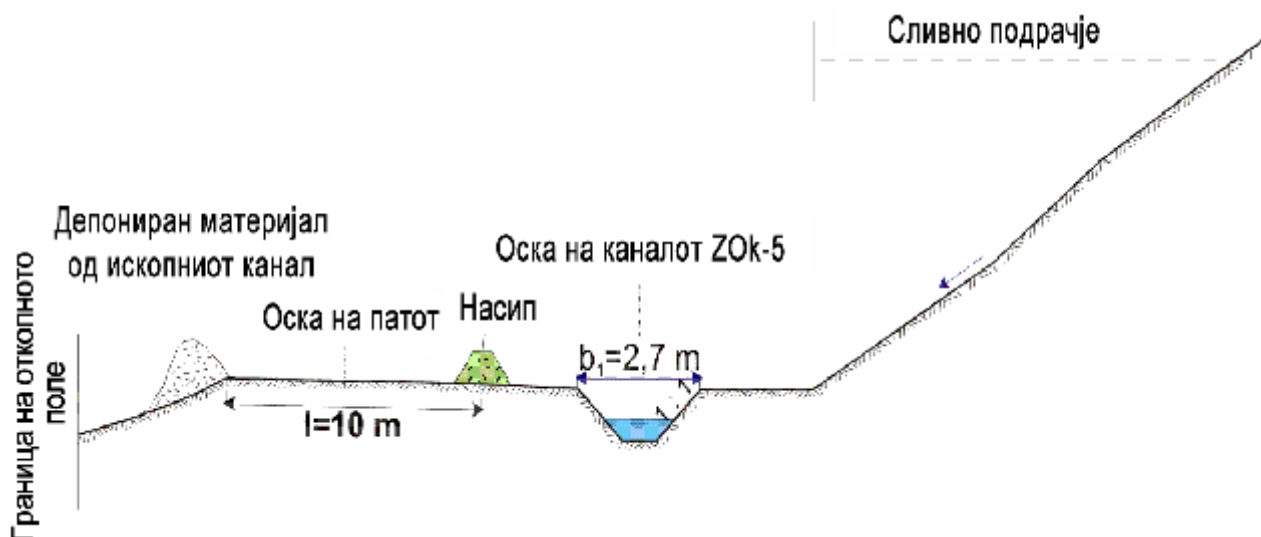 Сливно подрачје
Депониран материјал
од ископниот канал
Оска на каналот ZOk-5
Оска на патот
Насип
b₁=2,7 m
l=10 m
Граница на откопното
поле